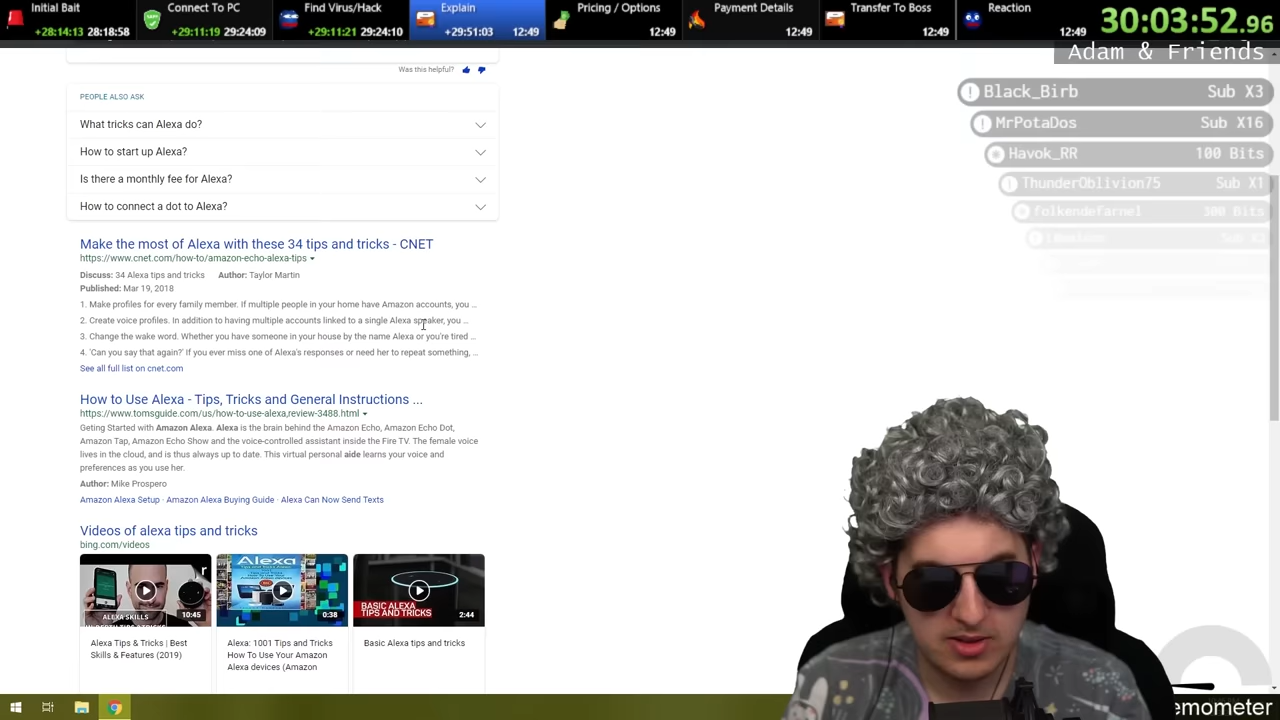 Initial Bait
+28:14:13 28:18:58
Connect To PC
+29:11:19 29:24:09
Find Virus/Hack
+29:11:21 29:24:10
Explain
+29:51:03 12:49
Pricing / Options
12:49
Payment Details
12:49
Transfer To Boss
12:49
Reaction
12:49
30:03:52.96
Adam & Friends
Black_Birb Sub X3
MrPotaDos Sub X16
Havok_RR 100 Bits
ThunderOblivion75 Sub X1
folkendefarnel 300 Bits
Was this helpful?
PEOPLE ALSO ASK
What tricks can Alexa do?
How to start up Alexa?
Is there a monthly fee for Alexa?
How to connect a dot to Alexa?
Make the most of Alexa with these 34 tips and tricks - CNET
https://www.cnet.com/how-to/amazon-echo-alexa-tips
Discuss: 34 Alexa tips and tricks Author: Taylor Martin
Published: Mar 19, 2018
1. Make profiles for every family member. If multiple people in your home have Amazon accounts, you ...
2. Create voice profiles. In addition to having multiple accounts linked to a single Alexa speaker, you ...
3. Change the wake word. Whether you have someone in your house by the name Alexa or you're tired ...
4. 'Can you say that again?' If you ever miss one of Alexa's responses or need her to repeat something, ...
See all full list on cnet.com
How to Use Alexa - Tips, Tricks and General Instructions ...
https://www.tomsguide.com/us/how-to-use-alexa,review-3488.html
Geting Started with Amazon Alexa. Alexa is the brain behind the Amazon Echo, Amazon Echo Dot,
Amazon Tap, Amazon Echo Show and the voice-controlled assistant inside the Fire TV. The female voice
lives in the cloud, and is thus always up to date. This virtual personal aide learns your voice and
preferences as you use her.
Author: Mike Prospero
Amazon Alexa Setup · Amazon Alexa Buying Guide · Alexa Can Now Send Texts
Videos of alexa tips and tricks
bing.com/videos
ALEXA SKILLS
10:45
Alexa
0:38
BASIC ALEXA
TIPS AND TRICKS
2:44
Alexa Tips & Tricks | Best
Skills & Features (2019)
Alexa: 1001 Tips and Tricks
How To Use Your Amazon
Alexa devices (Amazon
Basic Alexa tips and tricks
emometer